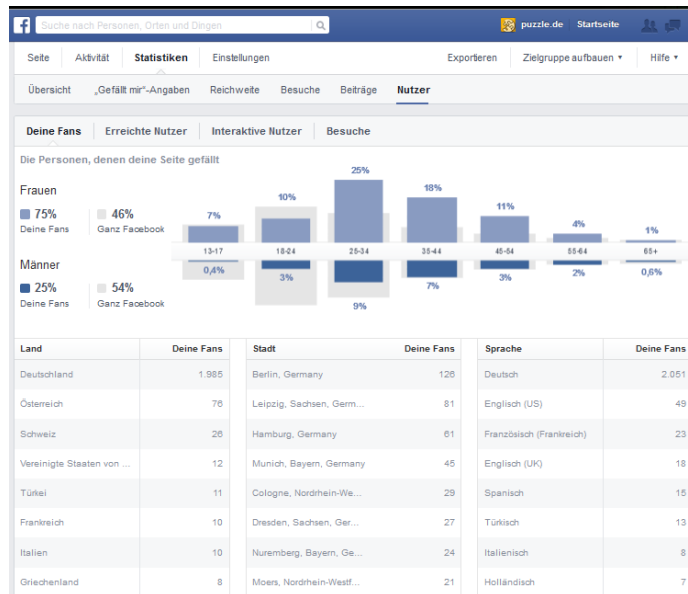 Suche nach Personen, Orten und Dingen
puzzle.de Startseite
Seite Aktivität Statistiken Einstellungen Exportieren Zielgruppe aufbauen Hilfe
Übersicht „Gefällt mir"-Angaben Reichweite Besuche Beiträge Nutzer
Deine Fans Erreichte Nutzer Interaktive Nutzer Besuche
Die Personen, denen deine Seite gefällt
Frauen
75% 46%
Deine Fans Ganz Facebook
7% 10% 25% 18% 11% 4% 1%
13-17 18-24 25-34 35-44 45-54 55-64 65+
Männer
25% 54%
Deine Fans Ganz Facebook
0,4% 3% 9% 7% 3% 2% 0,6%
Land Deine Fans Stadt Deine Fans Sprache Deine Fans
Deutschland 1.985 Berlin, Germany 126 Deutsch 2.051
Österreich 76 Leipzig, Sachsen, Germ... 81 Englisch (US) 49
Schweiz 26 Hamburg, Germany 61 Französisch (Frankreich) 23
Vereinigte Staaten von ... 12 Munich, Bayern, Germany 45 Englisch (UK) 18
Türkei 11 Cologne, Nordrhein-We... 29 Spanisch 15
Frankreich 10 Dresden, Sachsen, Ger... 27 Türkisch 13
Italien 10 Nuremberg, Bayern, Ge... 24 Italienisch 8
Griechenland 8 Moers, Nordrhein-Westf... 21 Holländisch 7